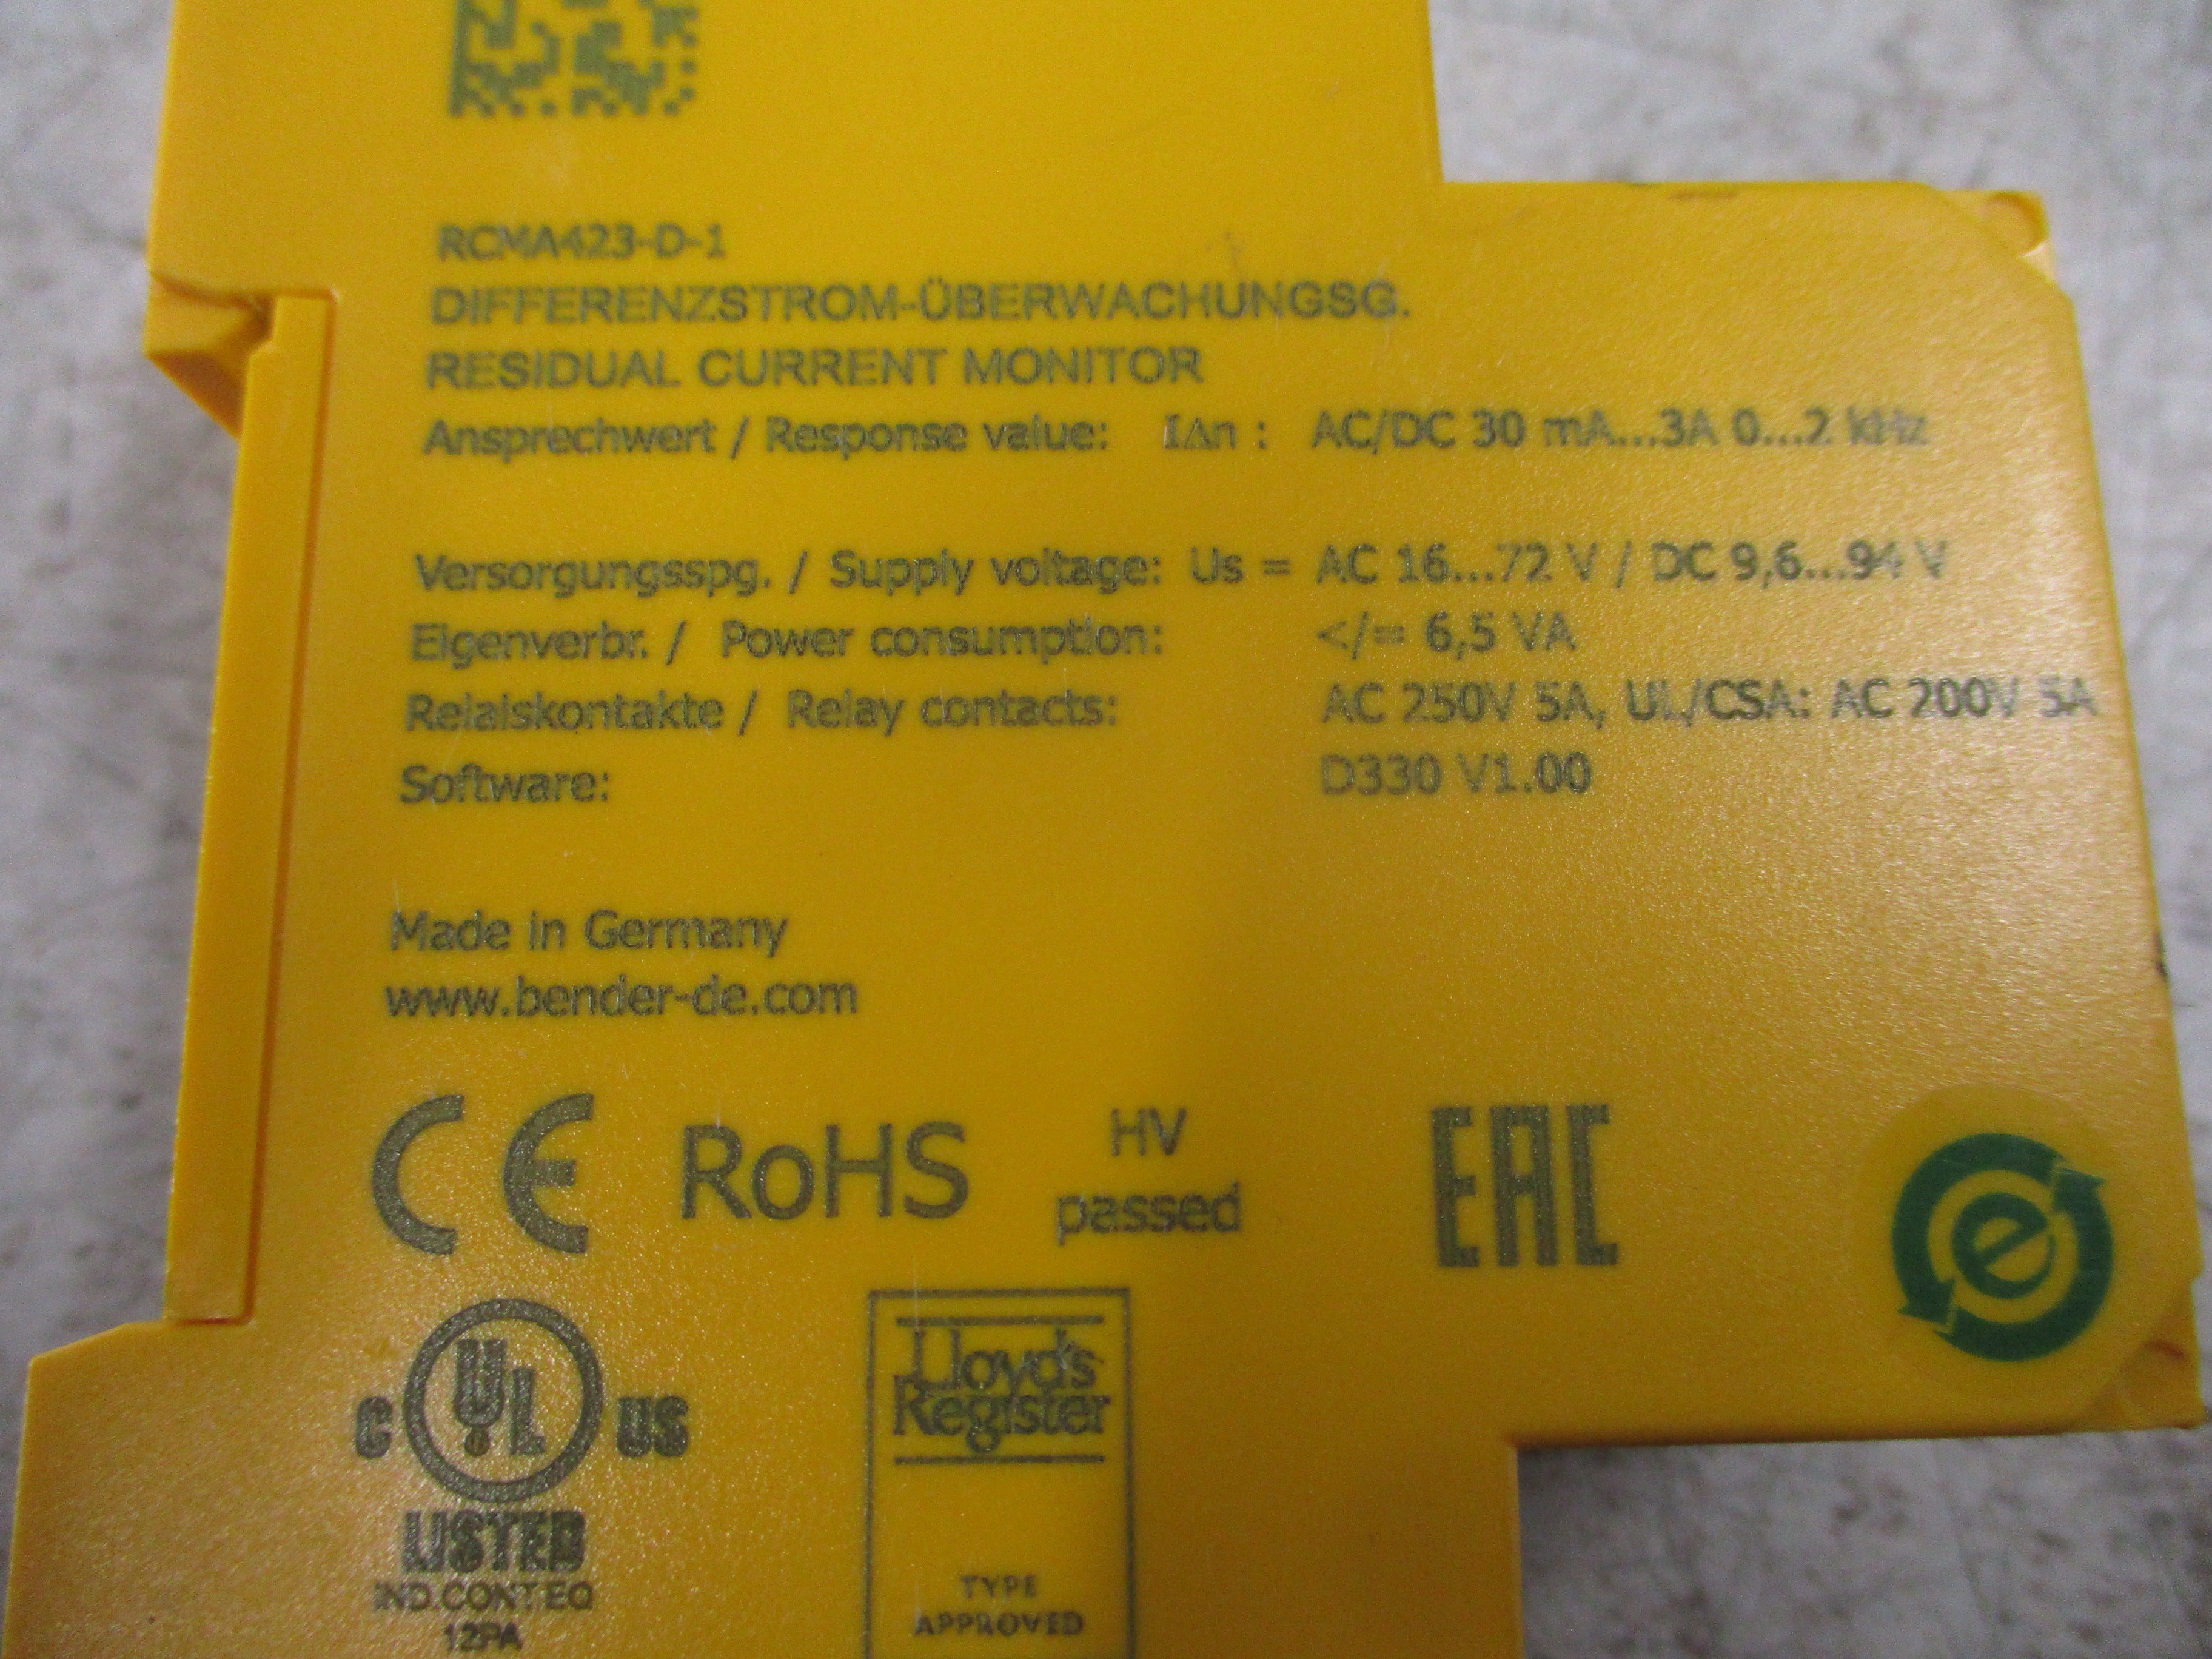 RCMA423-D-1
DIFFERENZSTROM-ÜBERWACHUNGSG.
RESIDUAL CURRENT MONITOR
Ansprechwert / Response value: I∆n : AC/DC 30 mA...3A 0...2 kHz
Versorgungsspg. / Supply voltage: Us = AC 16...72 V / DC 9,6...94 V
Eigenverbr. / Power consumption: </= 6,5 VA
Relaiskontakte / Relay contacts: AC 250V 5A, UL/CSA: AC 200V 5A
Software: D330 V1.00
Made in Germany
www.bender-de.com
CE RoHS HV passed EAC
e
C UL US
LISTED
IND.CONT.EQ
12PA
Lloyd's
Register
TYPE
APPROVED